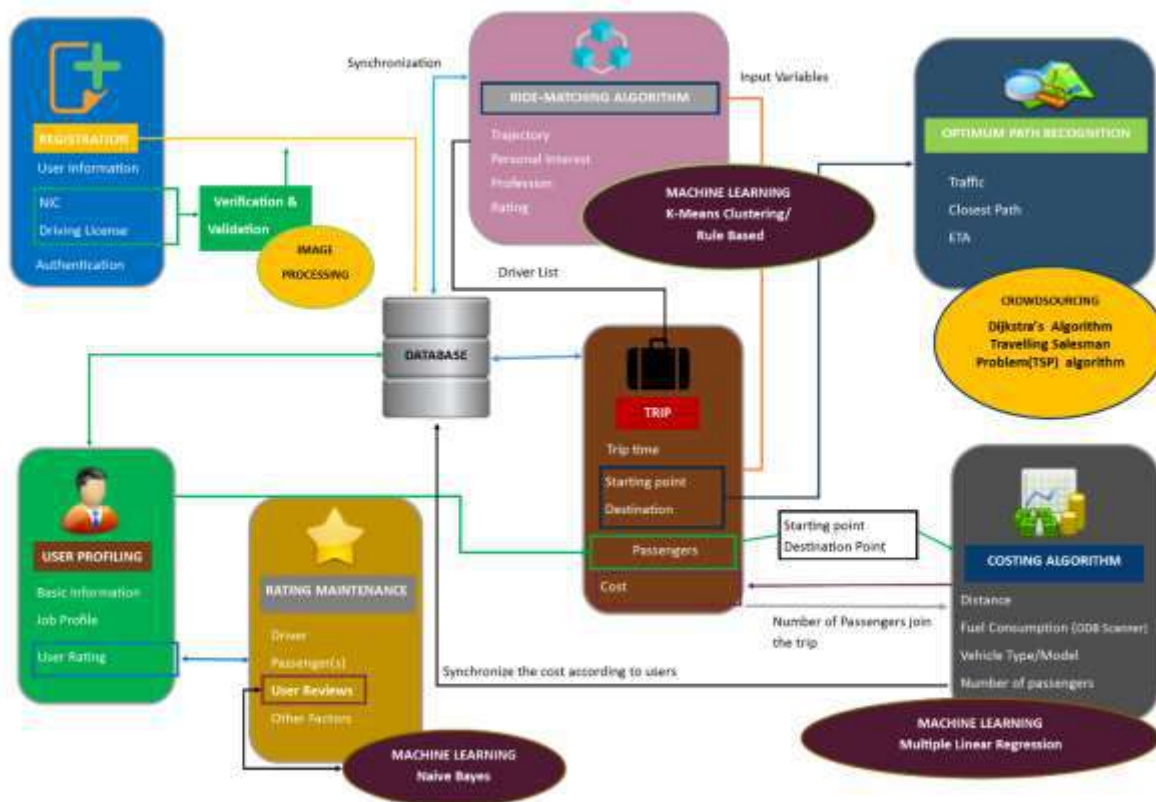 REGISTRATION
User Information
NIC
Driving License
Authentication
Verification &
Validation
IMAGE
PROCESSING
Synchronization
RIDE-MATCHING ALGORITHM
Trajectory
Personal Interest
Profession
Rating
Input Variables
MACHINE LEARNING
K-Means Clustering/
Rule Based
Driver List
OPTIMUM PATH RECOGNITION
Traffic
Closest Path
ETA
CROWDSOURCING
Dijkstra's Algorithm
Travelling Salesman
Problem(TSP) algorithm
DATABASE
TRIP
Trip time
Starting point
Destination
Passengers
Cost
USER PROFILING
Basic Information
Job Profile
User Rating
RATING MAINTENANCE
Driver
Passenger(s)
User Reviews
Other Factors
MACHINE LEARNING
Naive Bayes
Starting point
Destination Point
Number of Passengers join
the trip
Synchronize the cost according to users
COSTING ALGORITHM
Distance
Fuel Consumption (ODB Scanner)
Vehicle Type/Model
Number of passengers
MACHINE LEARNING
Multiple Linear Regression